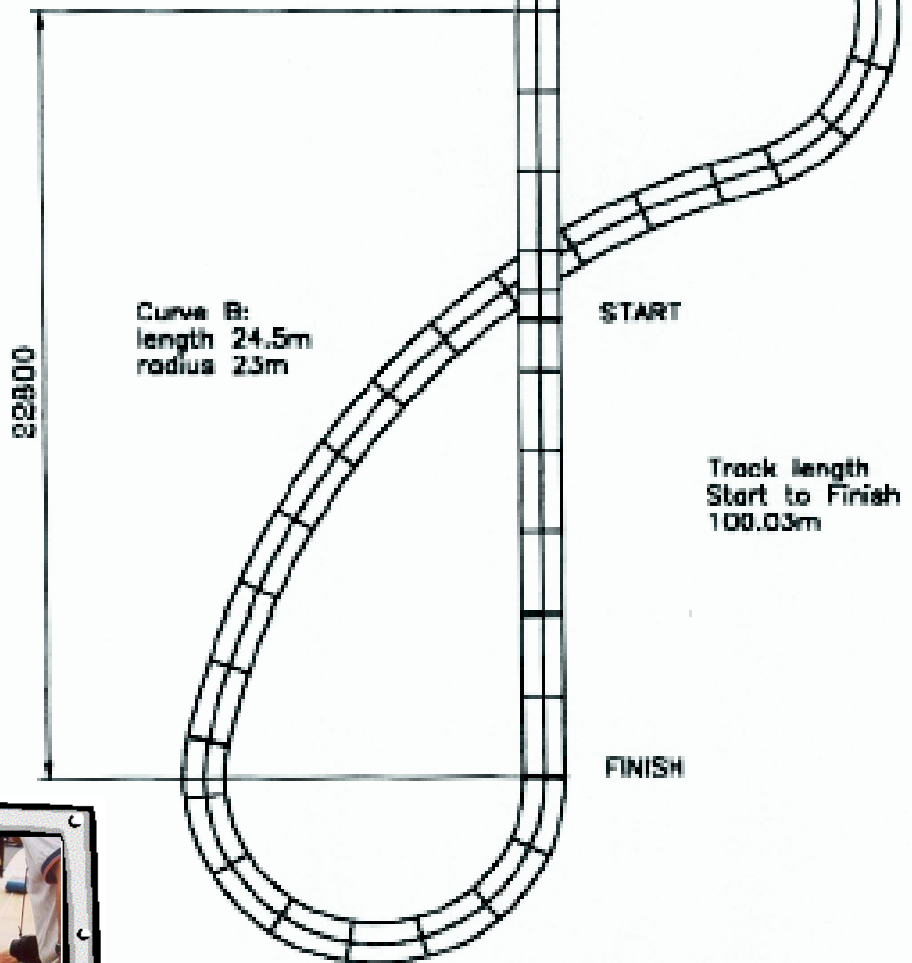 Curve B:
length 24.5m
radius 23m
START
22800
Track length
Start to Finish
100.03m
FINISH